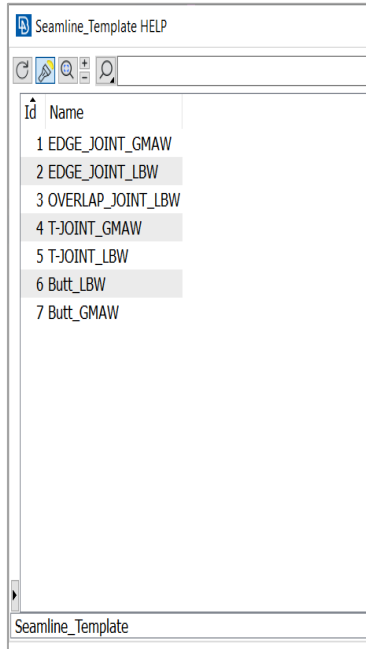 Seamline_Template HELP
Id Name
1 EDGE_JOINT_GMAW
2 EDGE_JOINT_LBW
3 OVERLAP_JOINT_LBW
4 T-JOINT_GMAW
5 T-JOINT_LBW
6 Butt_LBW
7 Butt_GMAW
Seamline_Template